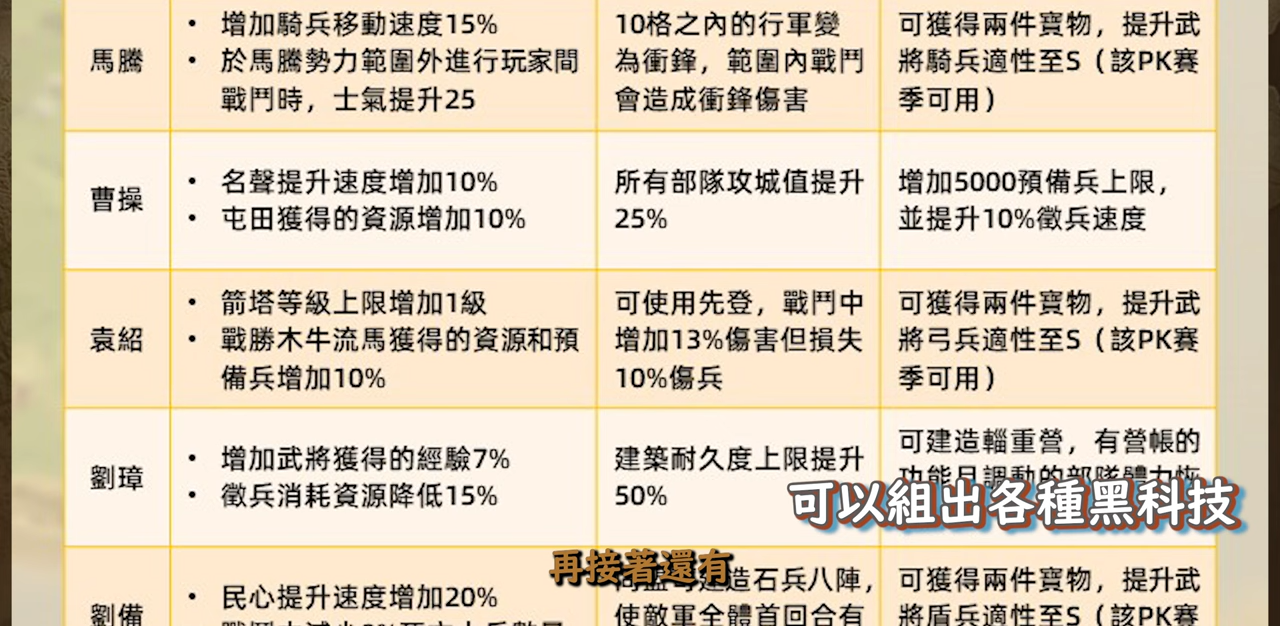 馬騰
• 增加騎兵移動速度15%
• 於馬騰勢力範圍外進行玩家間
戰鬥時，士氣提升25
10格之內的行軍變
為衝鋒，範圍內戰鬥
會造成衝鋒傷害
可獲得兩件寶物，提升武
將騎兵適性至S（該PK賽
季可用）
曹操
• 名聲提升速度增加10%
• 屯田獲得的資源增加10%
所有部隊攻城值提升
25%
增加5000預備兵上限，
並提升10%徵兵速度
袁紹
• 箭塔等級上限增加1級
• 戰勝木牛流馬獲得的資源和預
備兵增加10%
可使用先登，戰鬥中
增加13%傷害但損失
10%傷兵
可獲得兩件寶物，提升武
將弓兵適性至S（該PK賽
季可用）
劉璋
• 增加武將獲得的經驗7%
• 徵兵消耗資源降低15%
建築耐久度上限提升
50%
可建造輜重營，有營帳的
功能且調動的部隊體力恢
可以組出各種黑科技
再接著還有
劉備
• 民心提升速度增加20%
建造石兵八陣，
使敵軍全體首回合有
可獲得兩件寶物，提升武
將盾兵適性至S（該PK賽